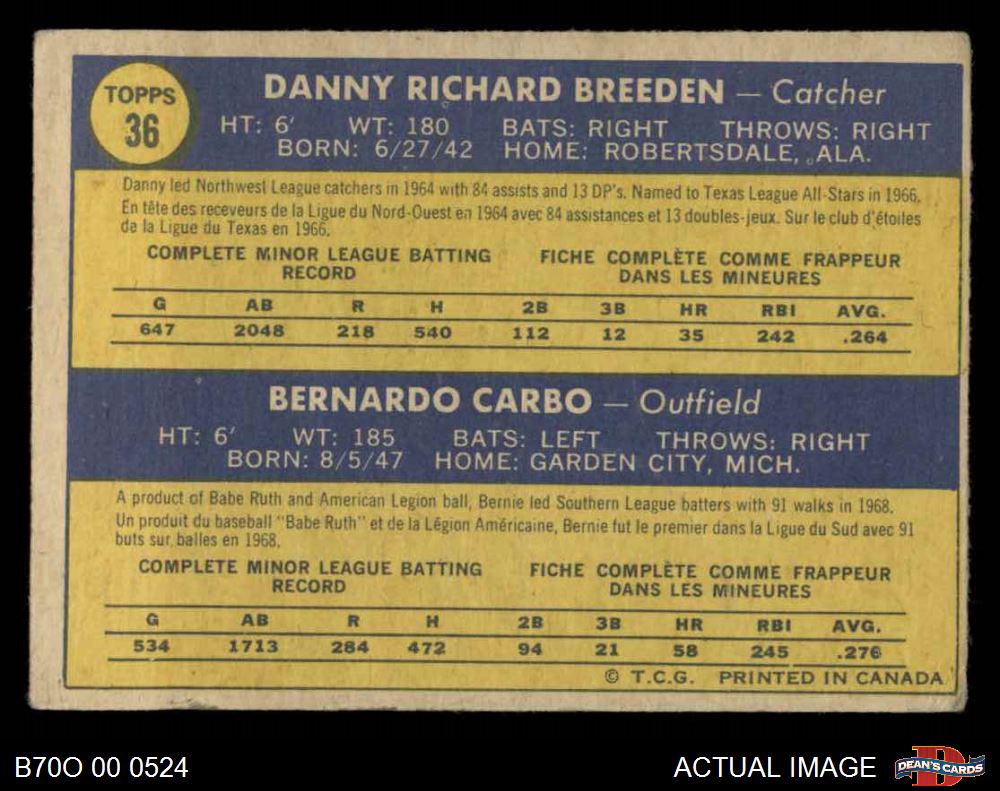 TOPPS
36
DANNY RICHARD BREEDEN — Catcher
HT: 6' WT: 180 BATS: RIGHT THROWS: RIGHT
BORN: 6/27/42 HOME: ROBERTSDALE, ALA.
Danny led Northwest League catchers in 1964 with 84 assists and 13 DP's. Named to Texas League All-Stars in 1966.
En tête des receveurs de la Ligue du Nord-Ouest en 1964 avec 84 assistances et 13 doubles-jeux. Sur le club d'étoiles
de la Ligue du Texas en 1966.
COMPLETE MINOR LEAGUE BATTING RECORD
FICHE COMPLÈTE COMME FRAPPEUR DANS LES MINEURES
G AB R H 2B 3B HR RBI AVG.
647 2048 218 540 112 12 35 242 .264
BERNARDO CARBO — Outfield
HT: 6' WT: 185 BATS: LEFT THROWS: RIGHT
BORN: 8/5/47 HOME: GARDEN CITY, MICH.
A product of Babe Ruth and American Legion ball, Bernie led Southern League batters with 91 walks in 1968.
Un produit du baseball "Babe Ruth" et de la Légion Américaine, Bernie fut le premier dans la Ligue du Sud avec 91
buts sur balles en 1968.
COMPLETE MINOR LEAGUE BATTING RECORD
FICHE COMPLÈTE COMME FRAPPEUR DANS LES MINEURES
G AB R H 2B 3B HR RBI AVG.
534 1713 284 472 94 21 58 245 .276
© T.C.G. PRINTED IN CANADA
B70O 00 0524
ACTUAL IMAGE
D
DEAN'S CARDS